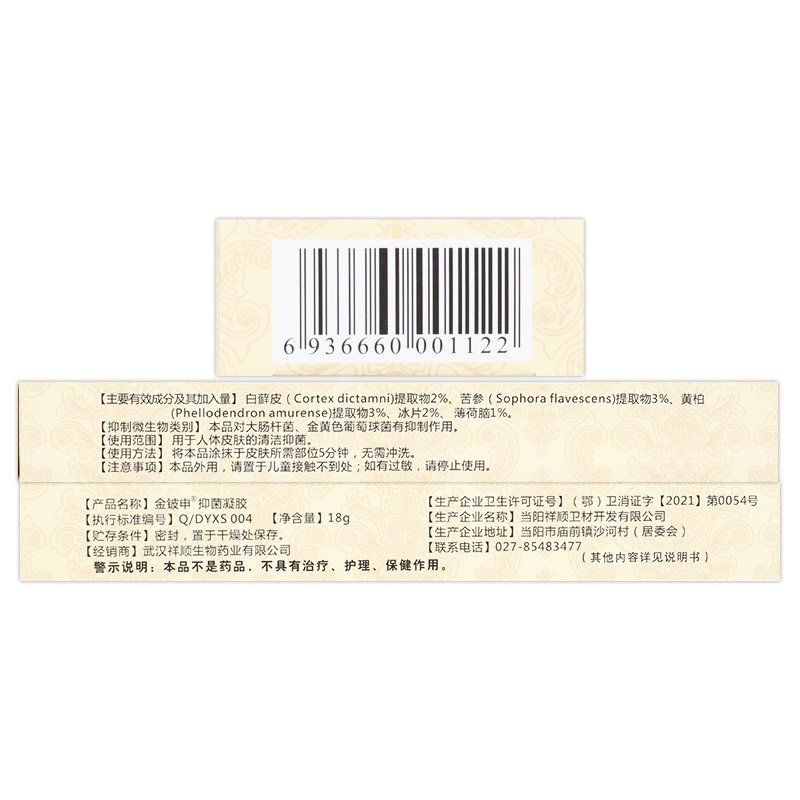 6 936660 001122
【主要有效成分及其加入量】白藓皮(Cortex dictamni)提取物2%、苦参(Sophora flavescens)提取物3%、黄柏
(Phellodendron amurense)提取物3%、冰片2%、薄荷脑1%。
【抑制微生物类别】本品对大肠杆菌、金黄色葡萄球菌有抑制作用。
【使用范围】用于人体皮肤的清洁抑菌。
【使用方法】将本品涂抹于皮肤所需部位5分钟，无需冲洗。
【注意事项】本品外用，请置于儿童接触不到处；如有过敏，请停止使用。
【产品名称】金铍申®抑菌凝胶
【执行标准编号】Q/DYXS 004 【净含量】18g
【贮存条件】密封，置于干燥处保存。
【经销商】武汉祥顺生物药业有限公司
警示说明：本品不是药品，不具有治疗、护理、保健作用。
【生产企业卫生许可证号】(鄂)卫消证字【2021】第0054号
【生产企业名称】当阳祥顺卫材开发有限公司
【生产企业地址】当阳市庙前镇沙河村(居委会)
【联系电话】027-85483477
(其他内容详见说明书)